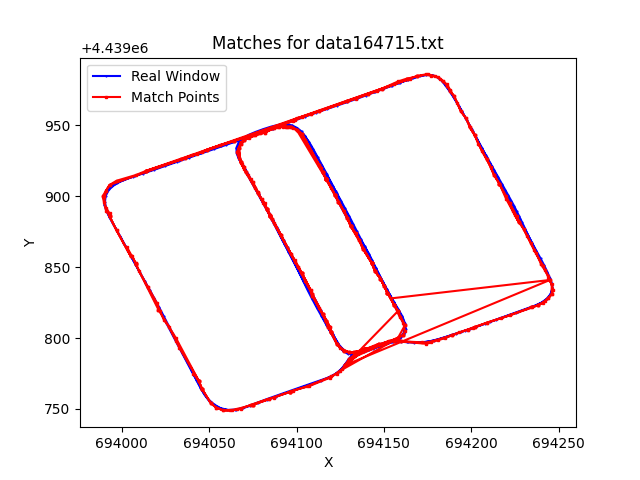 Matches for data164715.txt
+4.439e6
Real Window
Match Points
950
900
850
800
750
Y
694000 694050 694100 694150 694200 694250
X